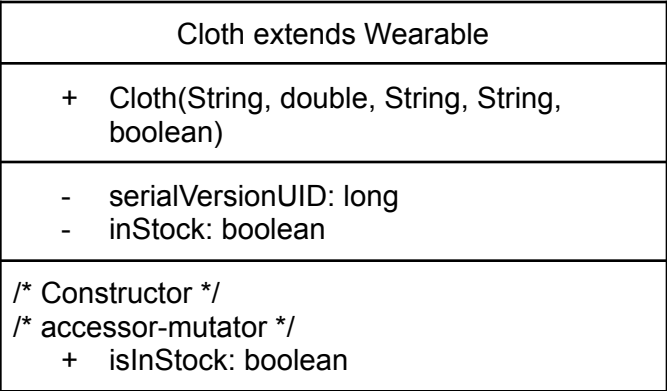 Cloth extends Wearable
+ Cloth(String, double, String, String,
boolean)
- serialVersionUID: long
- inStock: boolean
/* Constructor */
/* accessor-mutator */
+ isInStock: boolean